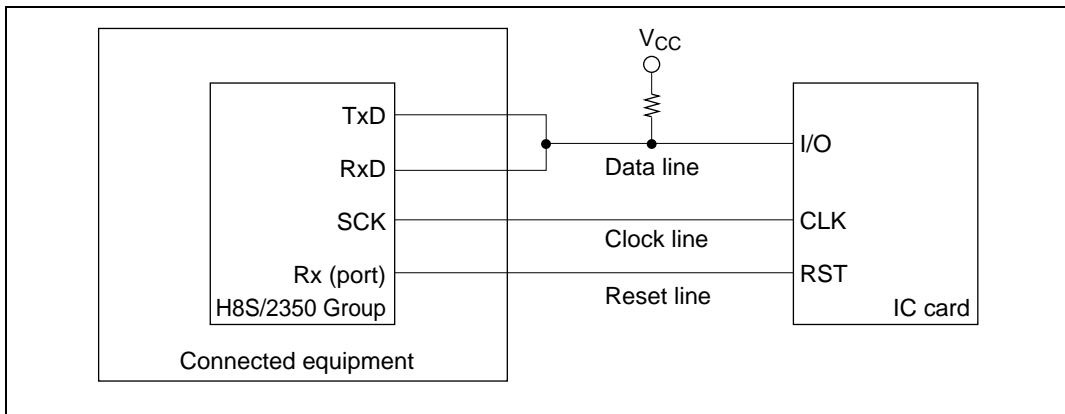 V_CC
TxD
I/O
RxD
Data line
SCK
CLK
Clock line
Rx (port)
RST
Reset line
H8S/2350 Group
IC card
Connected equipment